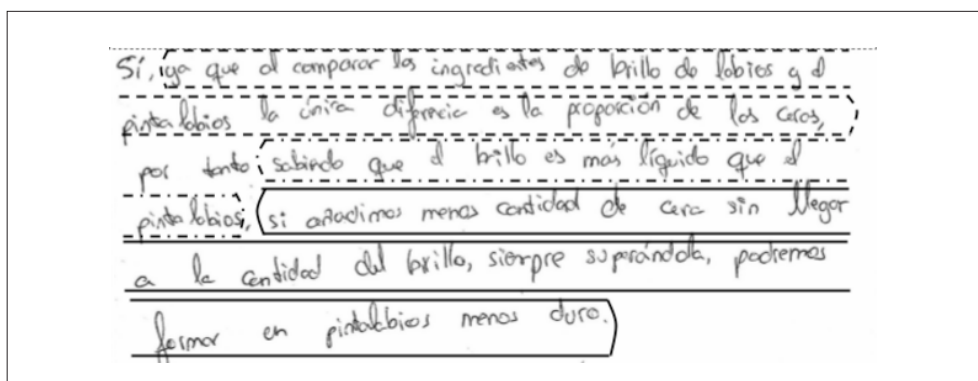 Sí, ya que al comparar los ingredientes de brillo de labios y el
pintalabios la única diferencia es la proporción de las ceras,
por tanto sabiendo que el brillo es más líquido que el
pintalabios, si añadimos menos cantidad de cera sin llegar
a la cantidad del brillo, siempre superándola, podremos
formar en pintalabios menos duro.